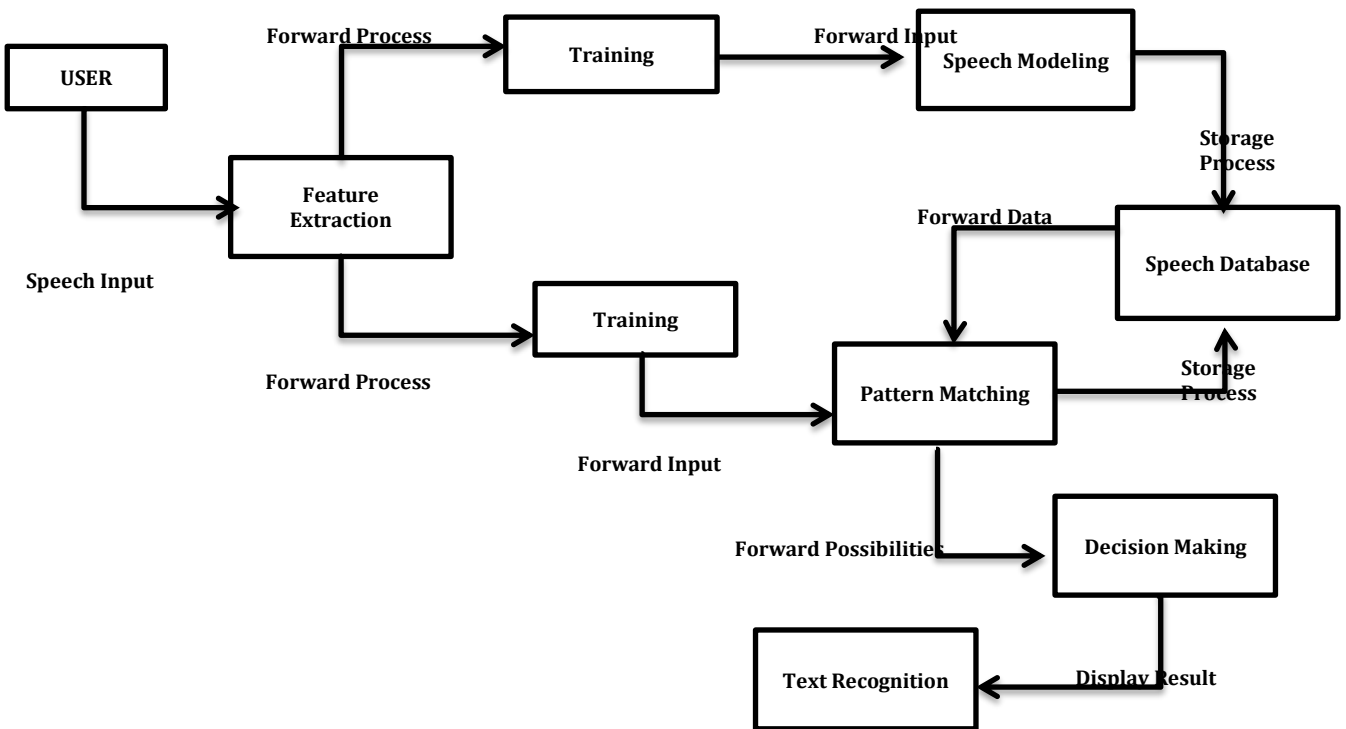 Forward Process
Training
Forward Input
Speech Modeling
USER
Storage
Process
Feature
Extraction
Forward Data
Speech Database
Speech Input
Training
Forward Process
Storage
Process
Pattern Matching
Forward Input
Forward Possibilities
Decision Making
Text Recognition
Display Result